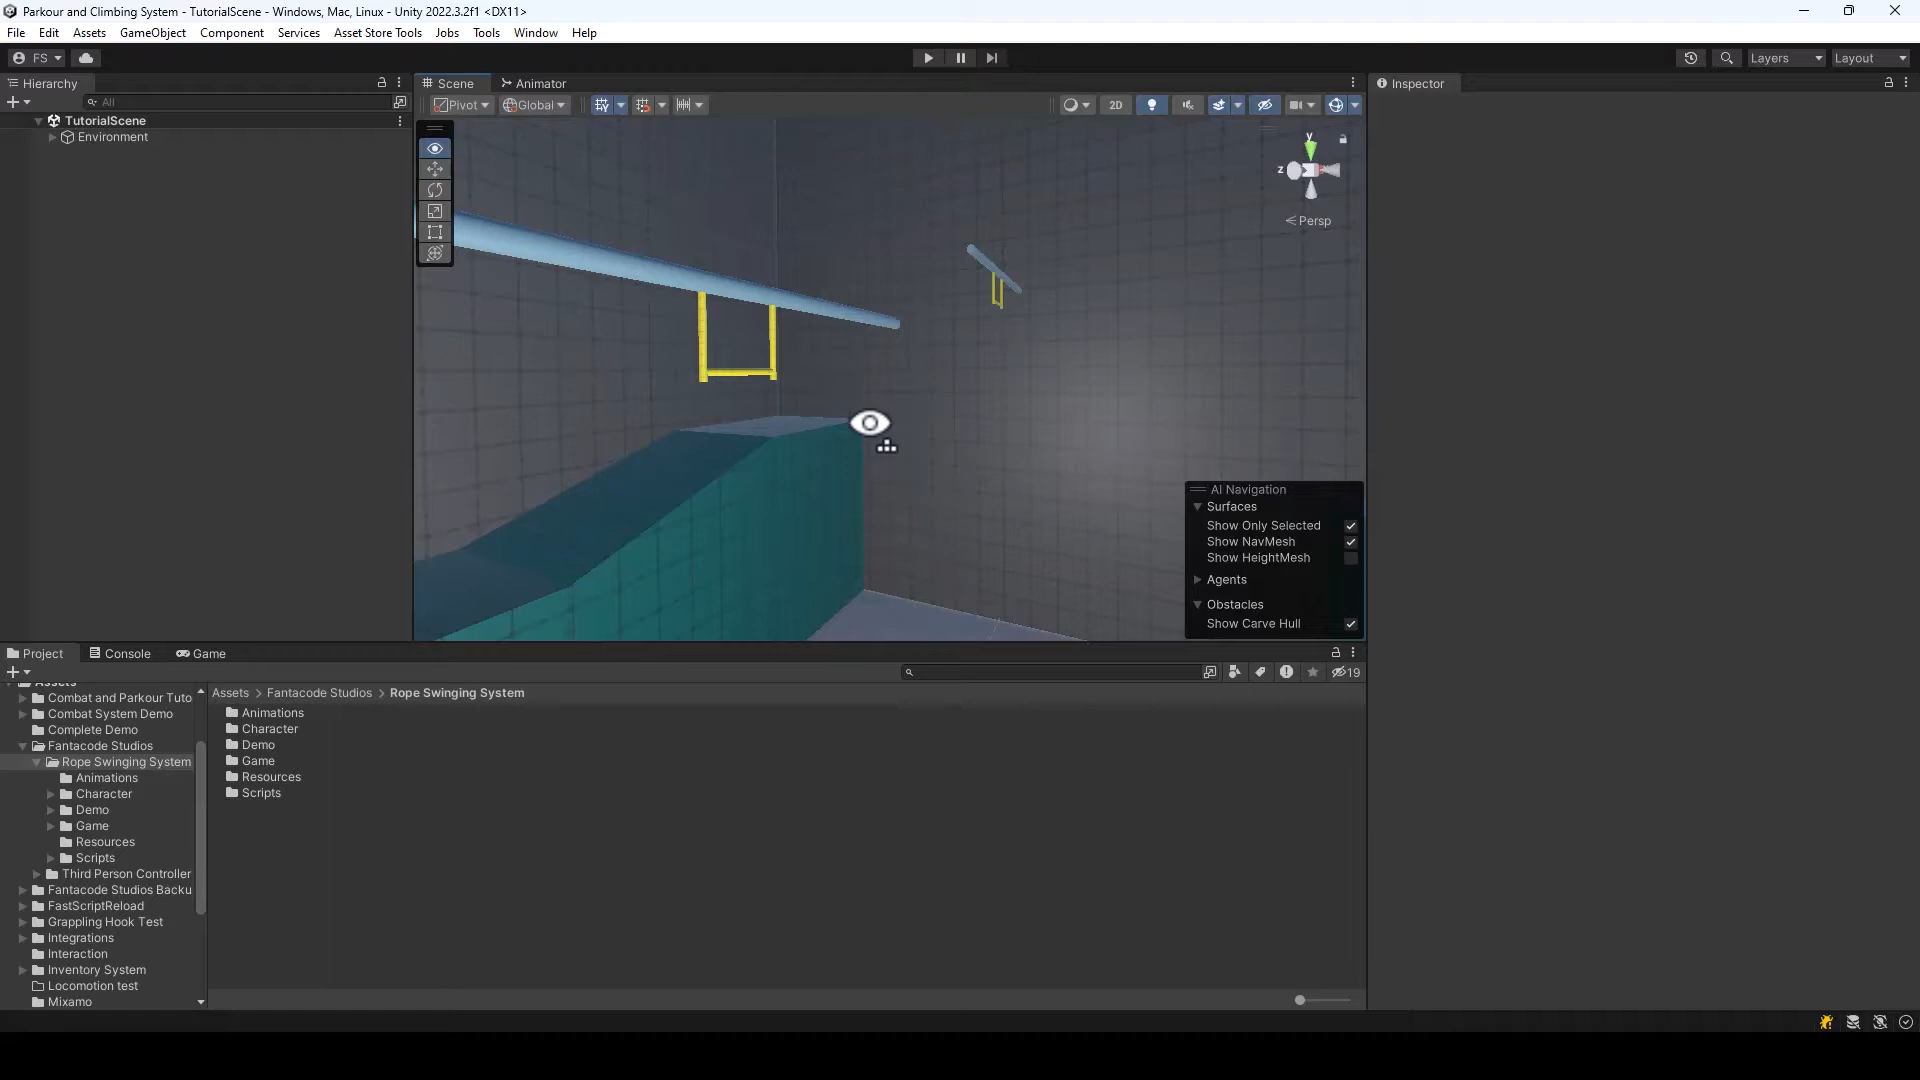 Parkour and Climbing System - TutorialScene - Windows, Mac, Linux - Unity 2022.3.2f1 <DX11>
File Edit Assets GameObject Component Services Asset Store Tools Jobs Tools Window Help
FS
Layers Layout
Hierarchy
All
TutorialScene
Environment
Scene Animator
Pivot Global 2D
y
z
Persp
AI Navigation
Surfaces
Show Only Selected
Show NavMesh
Show HeightMesh
Agents
Obstacles
Show Carve Hull
Inspector
Project Console Game
19
Assets
Combat and Parkour Tuto
Combat System Demo
Complete Demo
Fantacode Studios
Rope Swinging System
Animations
Character
Demo
Game
Resources
Scripts
Third Person Controller
Fantacode Studios Backu
FastScriptReload
Grappling Hook Test
Integrations
Interaction
Inventory System
Locomotion test
Mixamo
Assets > Fantacode Studios > Rope Swinging System
Animations
Character
Demo
Game
Resources
Scripts